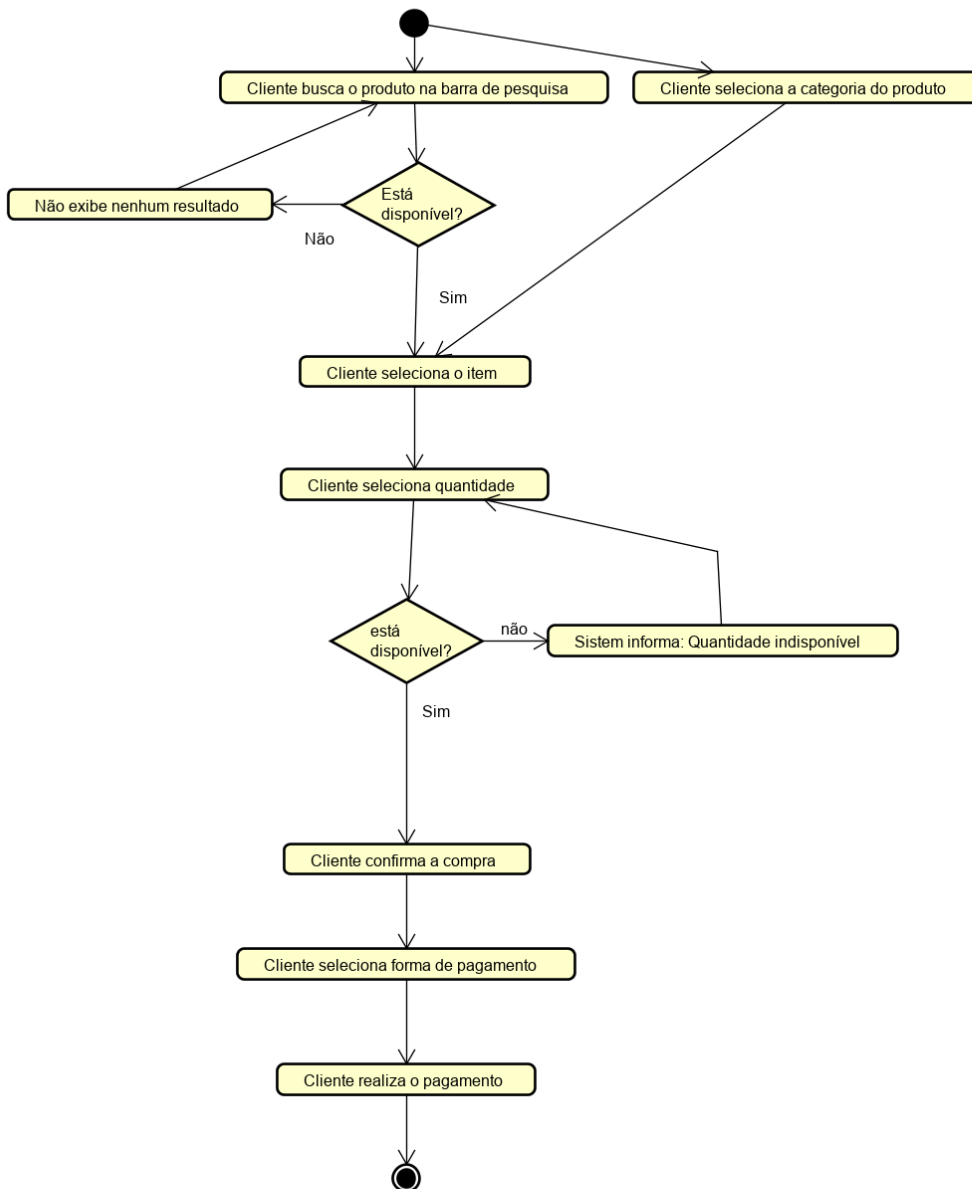 Cliente busca o produto na barra de pesquisa
Cliente seleciona a categoria do produto
Está
disponível?
Não exibe nenhum resultado
Não
Sim
Cliente seleciona o item
Cliente seleciona quantidade
está
disponível?
não
Sistem informa: Quantidade indisponível
Sim
Cliente confirma a compra
Cliente seleciona forma de pagamento
Cliente realiza o pagamento